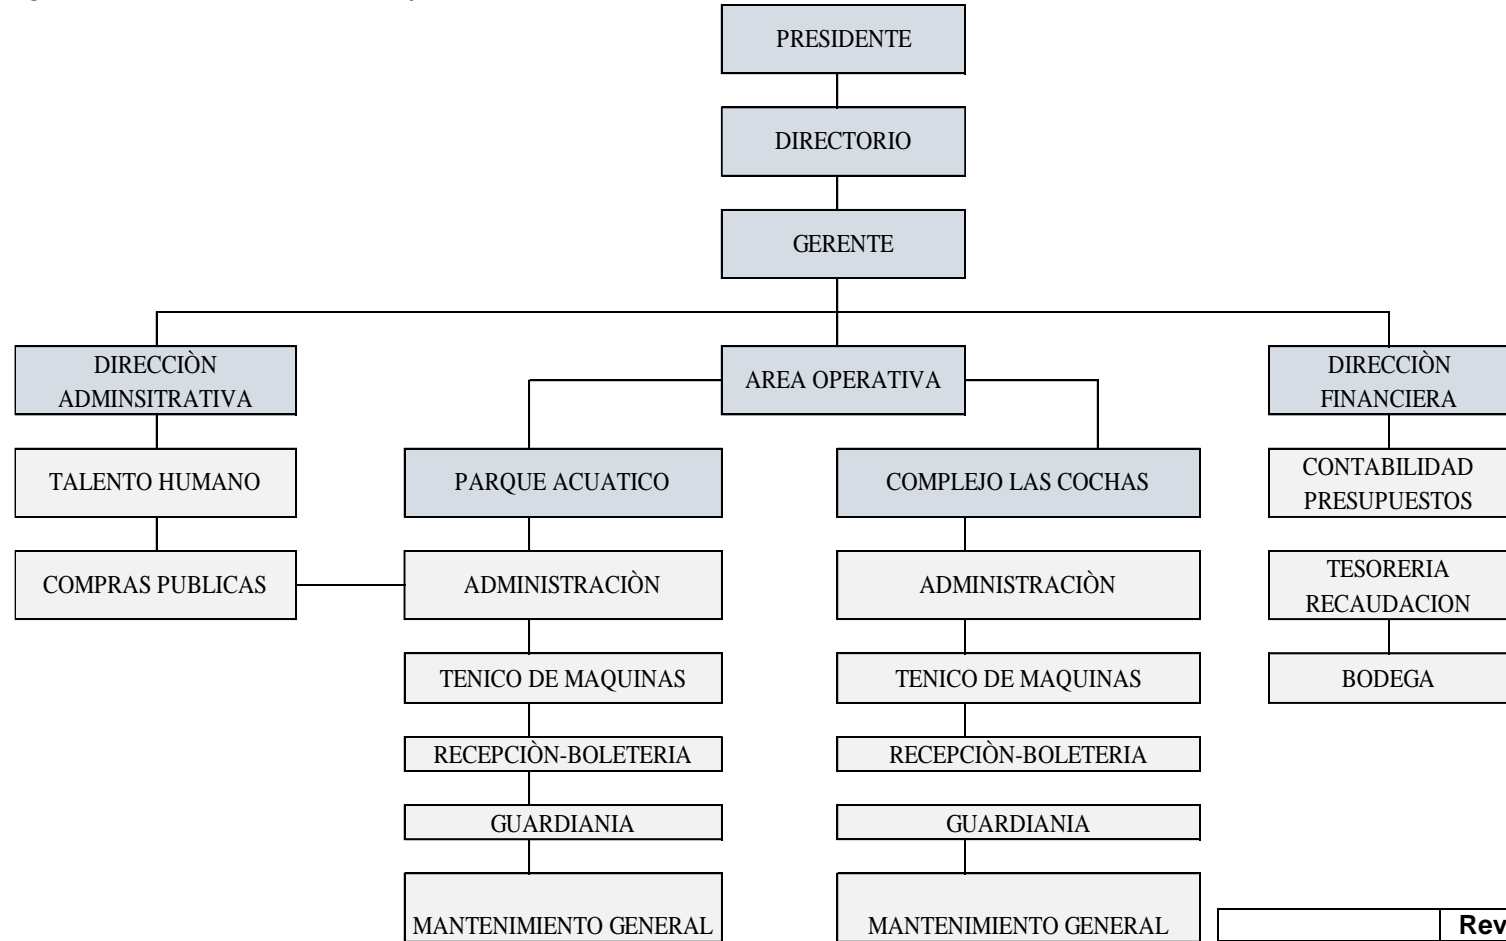 PRESIDENTE
DIRECTORIO
GERENTE
DIRECCIÒN
ADMINSITRATIVA
AREA OPERATIVA
DIRECCIÒN
FINANCIERA
TALENTO HUMANO
PARQUE ACUATICO
COMPLEJO LAS COCHAS
CONTABILIDAD
PRESUPUESTOS
COMPRAS PUBLICAS
ADMINISTRACIÒN
ADMINISTRACIÒN
TESORERIA
RECAUDACION
TENICO DE MAQUINAS
TENICO DE MAQUINAS
BODEGA
RECEPCIÒN-BOLETERIA
RECEPCIÒN-BOLETERIA
GUARDIANIA
GUARDIANIA
MANTENIMIENTO GENERAL
MANTENIMIENTO GENERAL
Rev